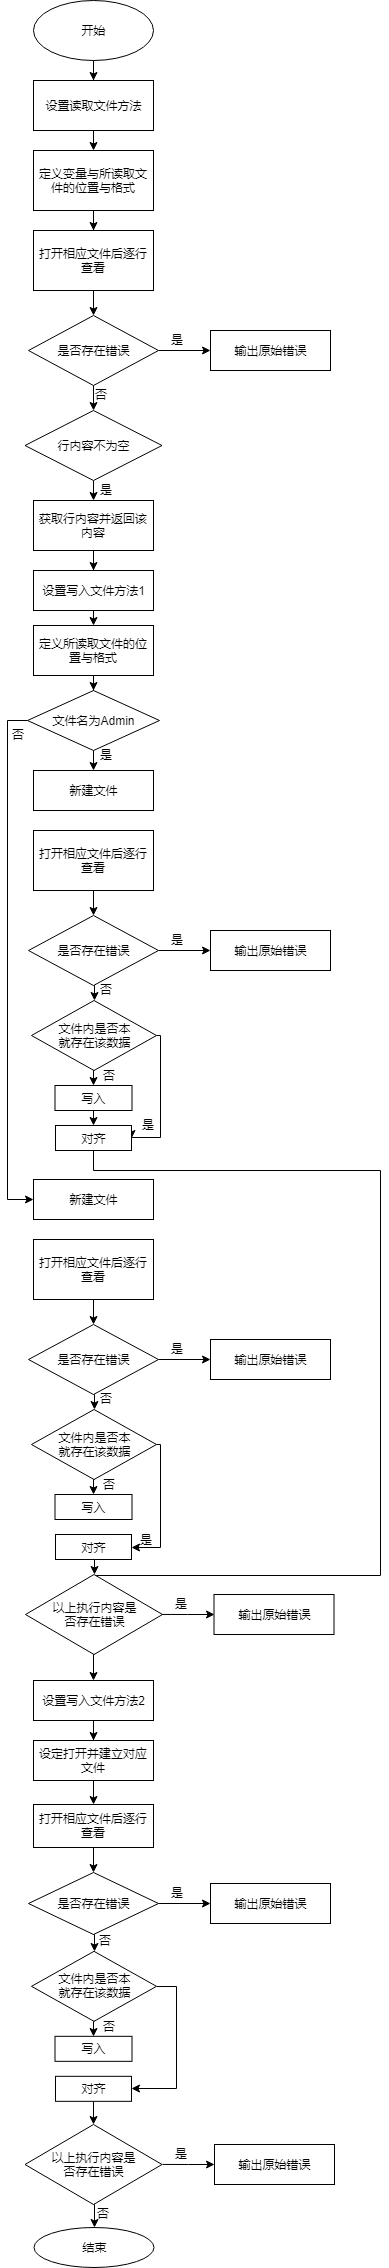 开始
设置读取文件方法
定义变量与所读取文
件的位置与格式
打开相应文件后逐行
查看
是否存在错误
是
输出原始错误
否
行内容不为空
是
获取行内容并返回该
内容
设置写入文件方法1
定义所读取文件的位
置与格式
文件名为Admin
否
是
新建文件
打开相应文件后逐行
查看
是否存在错误
是
输出原始错误
否
文件内是否本
就存在该数据
否
写入
是
对齐
新建文件
打开相应文件后逐行
查看
是否存在错误
是
输出原始错误
否
文件内是否本
就存在该数据
否
写入
是
对齐
以上执行内容是
否存在错误
是
输出原始错误
设置写入文件方法2
设定打开并建立对应
文件
打开相应文件后逐行
查看
是否存在错误
是
输出原始错误
否
文件内是否本
就存在该数据
否
写入
对齐
以上执行内容是
否存在错误
是
输出原始错误
否
结束